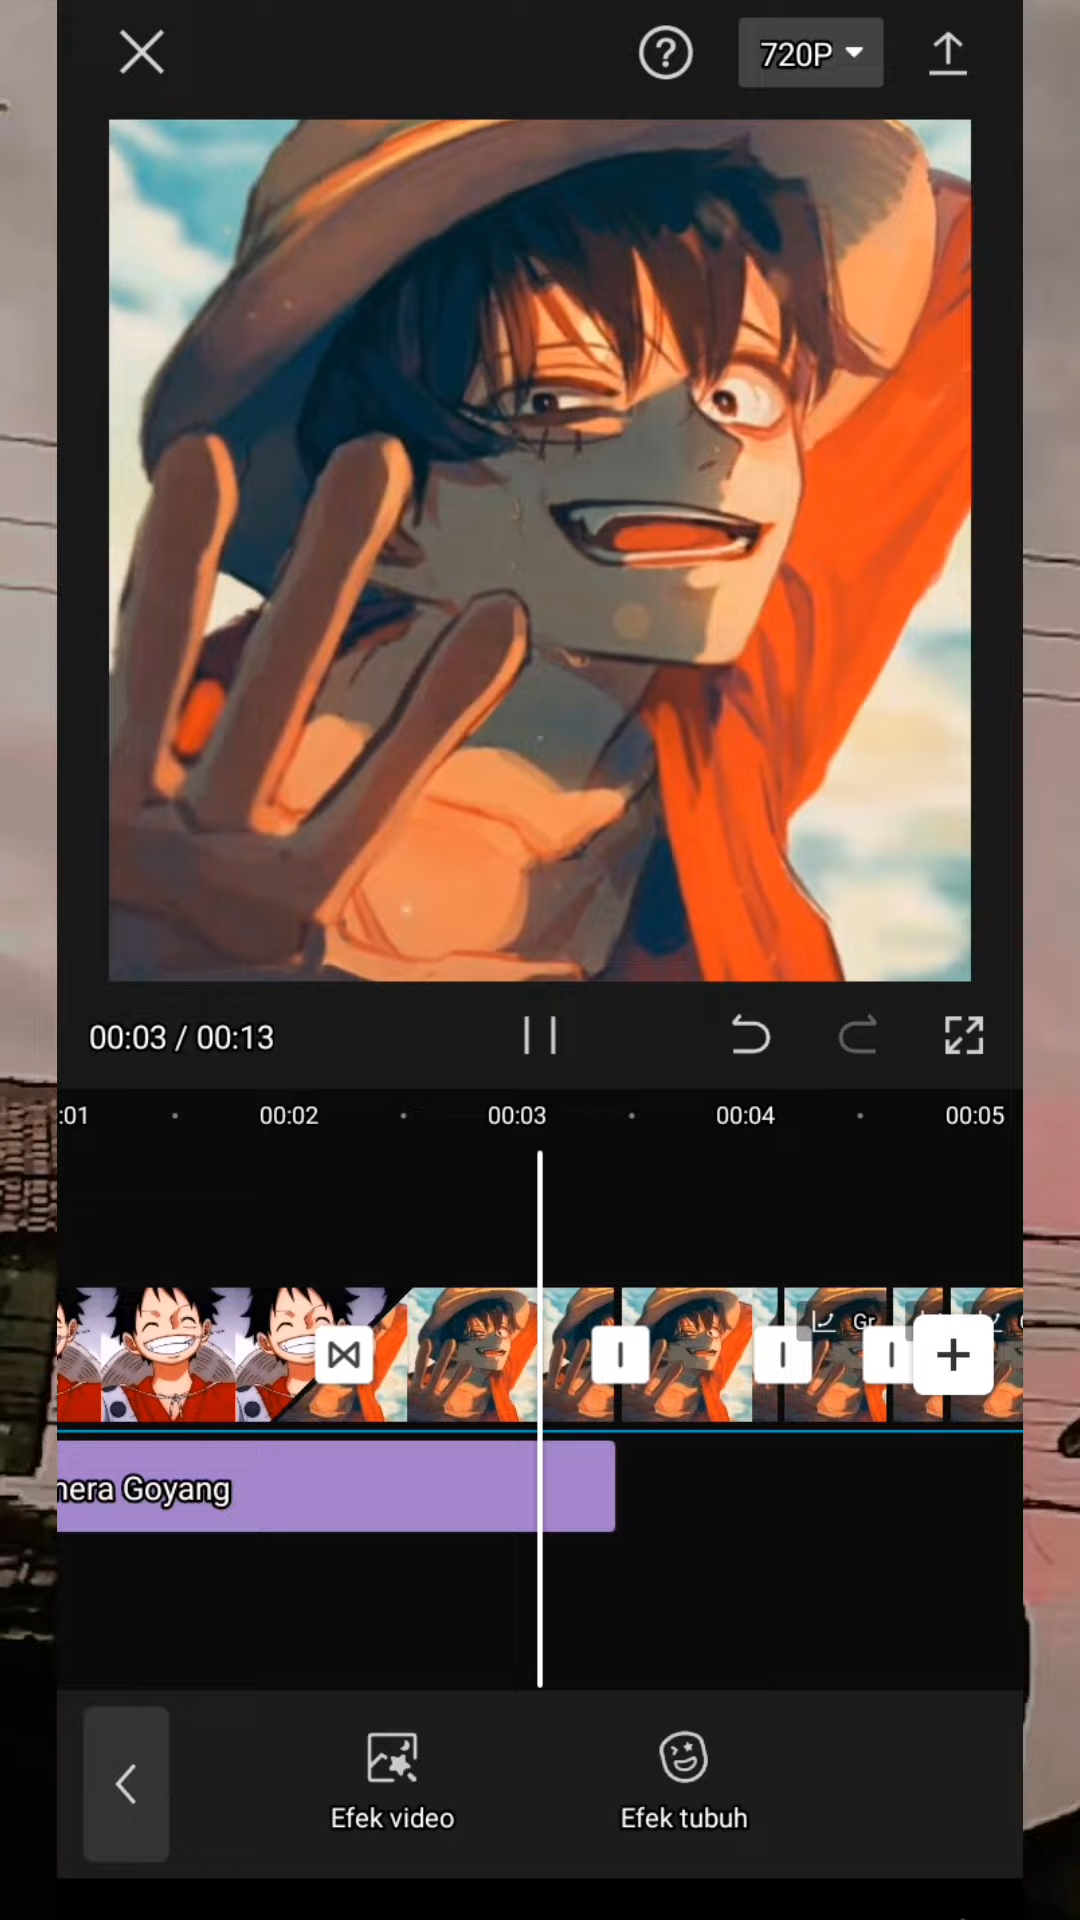 720P
00:03 / 00:13
:01 00:02 00:03 00:04 00:05
Gr
nera Goyang
Efek video Efek tubuh